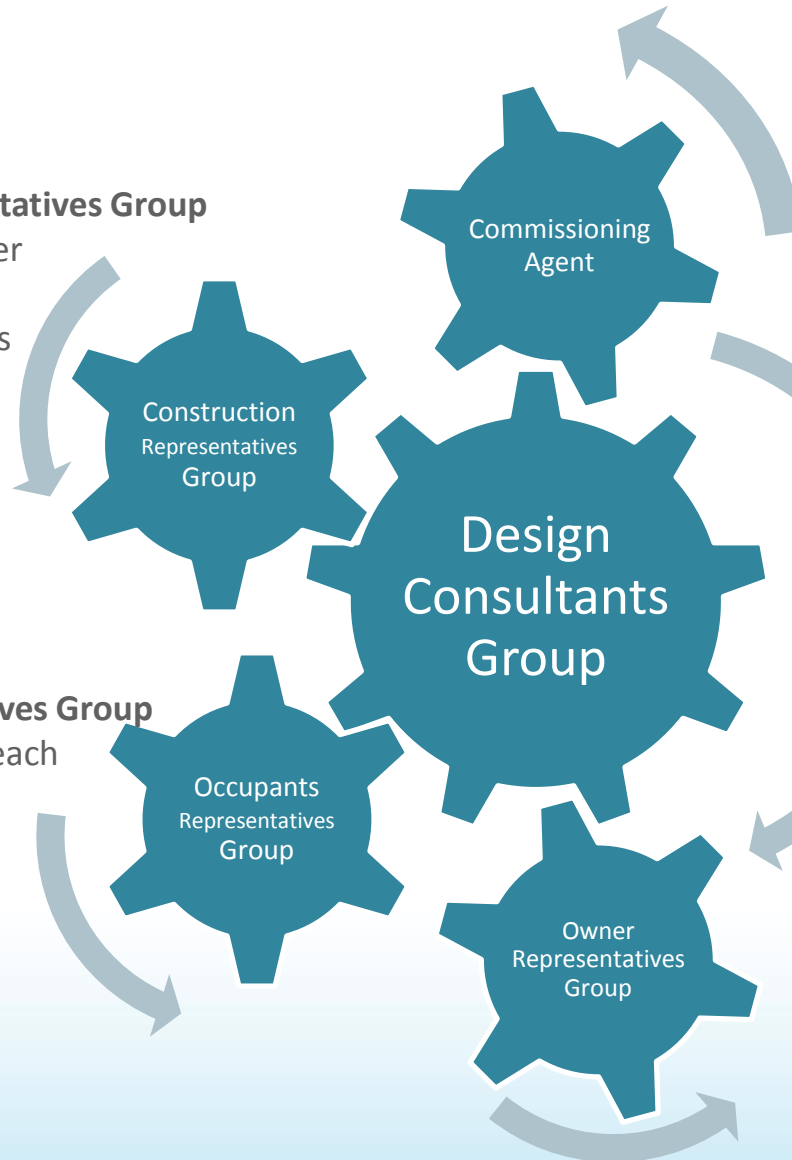 tatives Group
er
s
ves Group
each
Commissioning
Agent
Construction
Representatives
Group
Design
Consultants
Group
Occupants
Representatives
Group
Owner
Representatives
Group